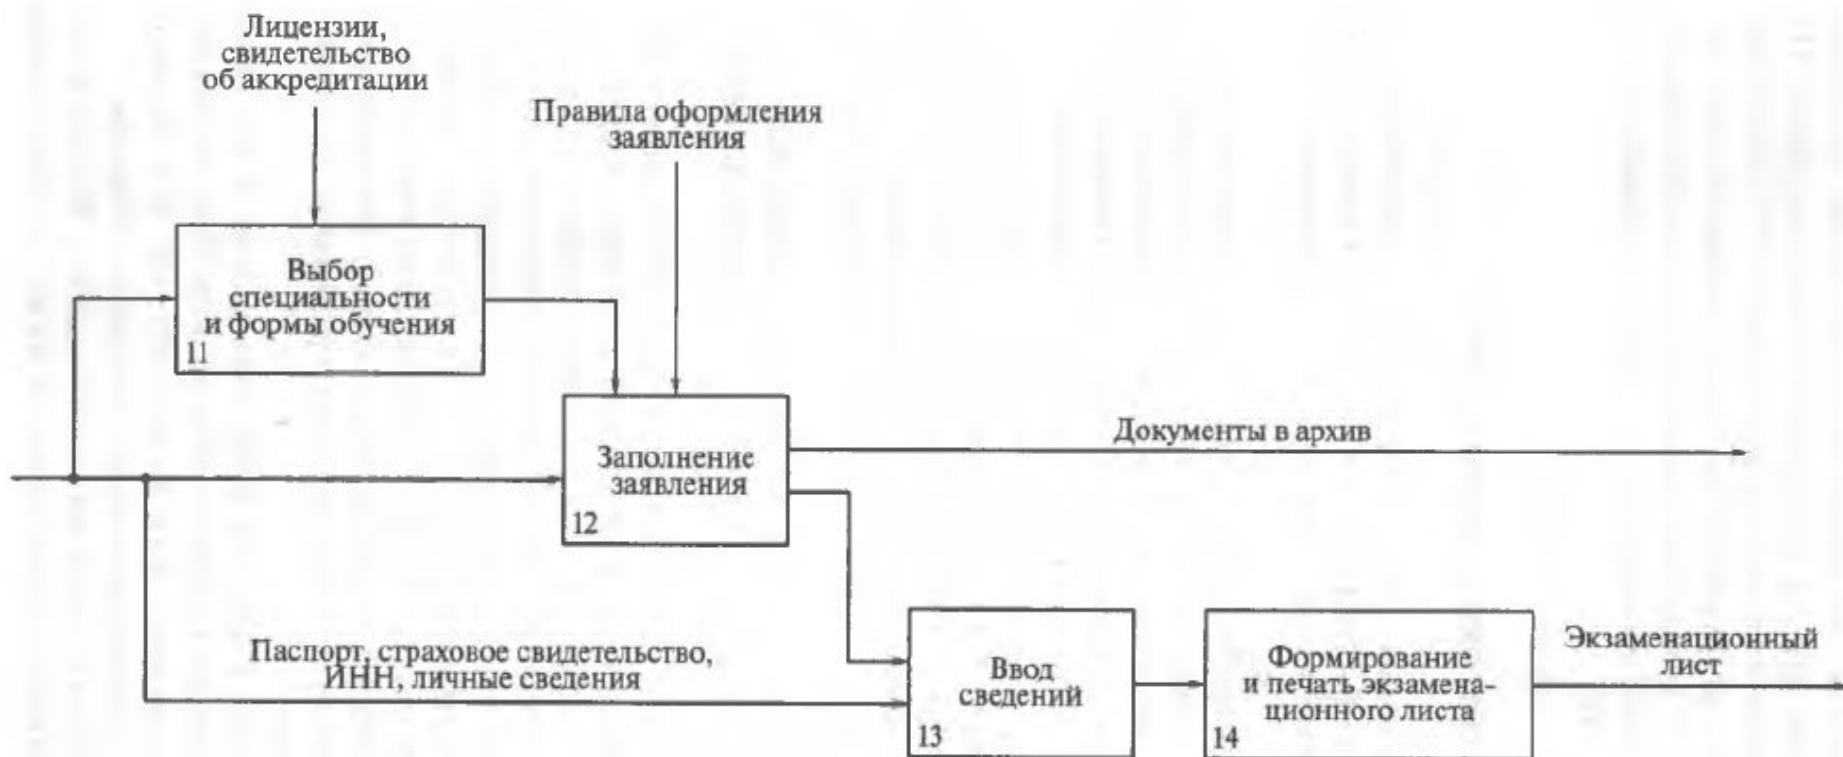 Лицензии,
свидетельство
об аккредитации
Правила оформления
заявления
Выбор
специальности
и формы обучения
11
Заполнение
заявления
12
Документы в архив
Паспорт, страховое свидетельство,
ИНН, личные сведения
Ввод
сведений
13
Формирование
и печать экзамена-
ционного листа
14
Экзаменационный
лист